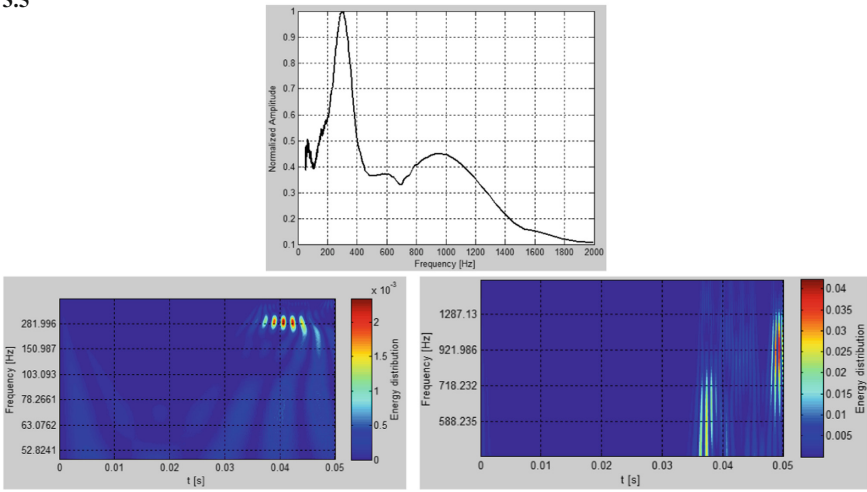 1
0.9
0.8
0.7
0.6
0.5
0.4
0.3
0.2
0.1
Normalized Amplitude
0 200 400 600 800 1000 1200 1400 1600 1800 2000
Frequency [Hz]
281.996
150.987
103.093
78.2661
63.0762
52.8241
Frequency [Hz]
0 0.01 0.02 0.03 0.04 0.05
t [s]
x 10⁻³
2
1.5
1
0.5
0
Energy distribution
1287.13
921.986
718.232
588.235
Frequency [Hz]
0 0.01 0.02 0.03 0.04 0.05
t [s]
0.04
0.035
0.03
0.025
0.02
0.015
0.01
0.005
Energy distribution